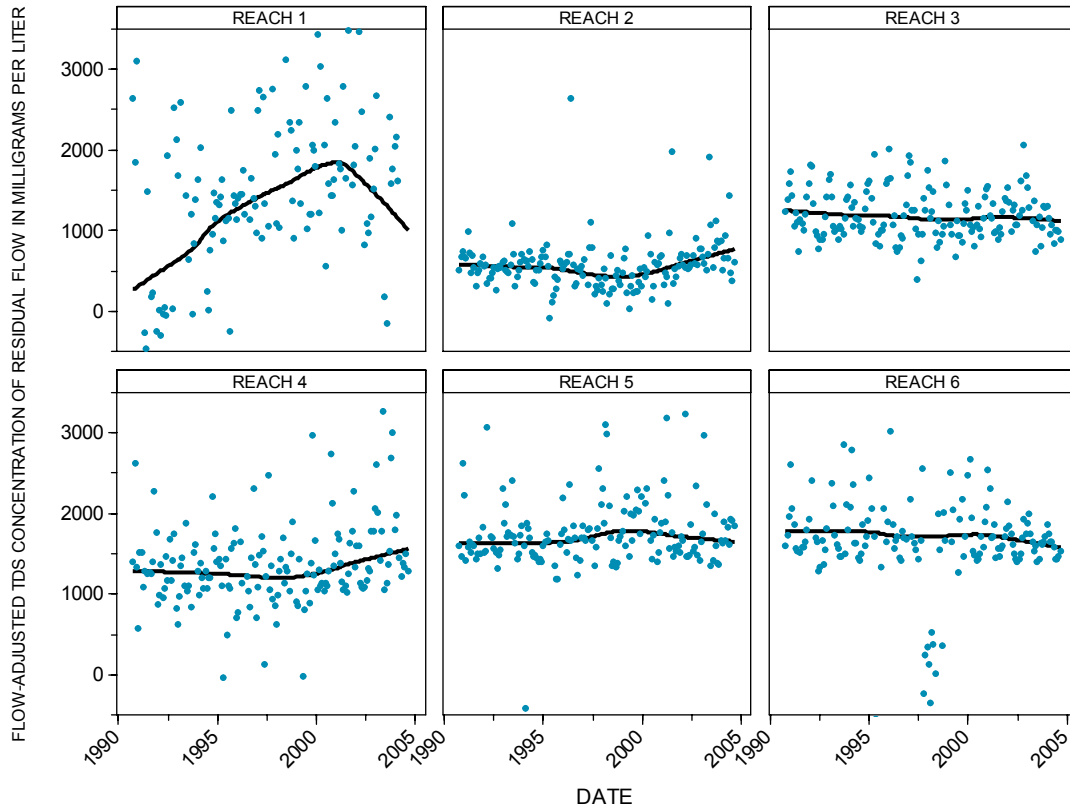 FLOW-ADJUSTED TDS CONCENTRATION OF RESIDUAL FLOW IN MILLIGRAMS PER LITER
REACH 1
REACH 2
REACH 3
3000
2000
1000
0
REACH 4
REACH 5
REACH 6
3000
2000
1000
0
1990
1995
2000
2005
1990
1995
2000
2005
1990
1995
2000
2005
DATE